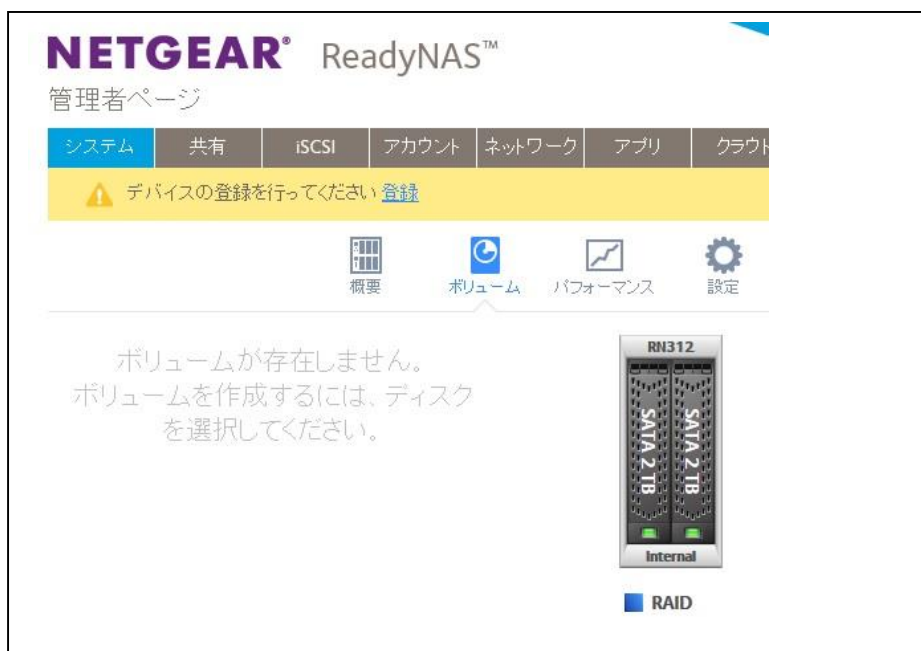 NETGEAR® ReadyNAS™
管理者ページ
システム 共有 iSCSI アカウント ネットワーク アプリ クラウド
デバイスの登録を行ってください 登録
概要 ボリューム パフォーマンス 設定
ボリュームが存在しません。
ボリュームを作成するには、ディスク
を選択してください。
RN312
SATA 2 TB
SATA 2 TB
Internal
RAID